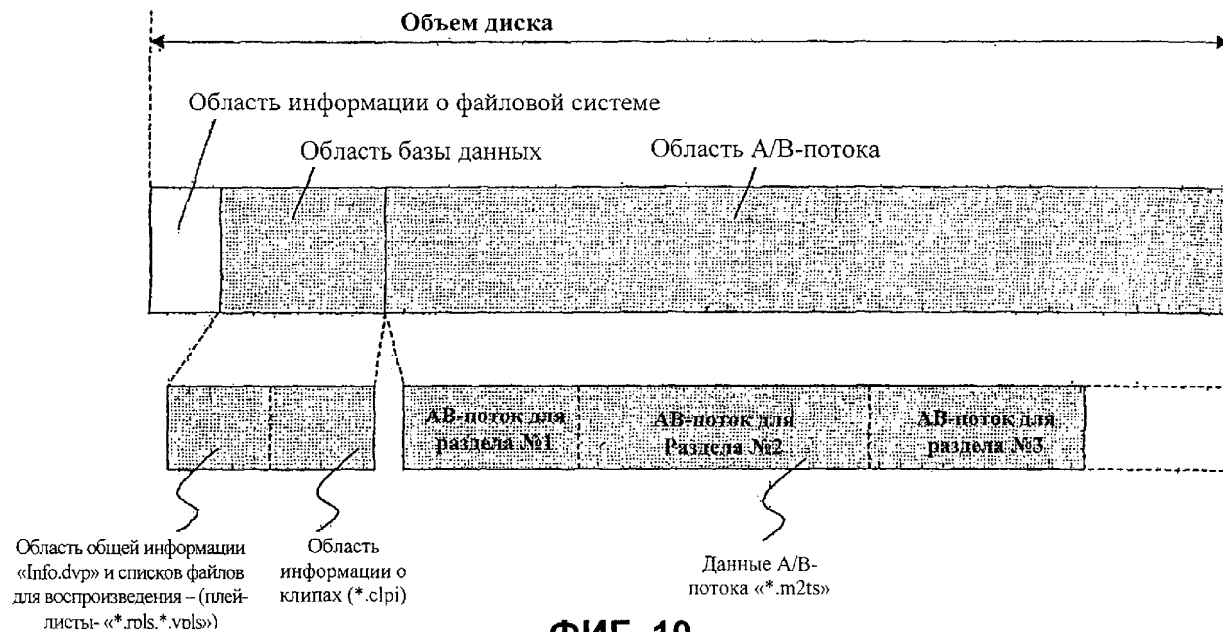 Объем диска
Область информации о файловой системе
Область базы данных
Область А/В-потока
АВ-поток для
раздела №1
АВ-поток для
Раздела №2
АВ-поток для
раздела №3
Область общей информации
«Info.dvp» и списков файлов
для воспроизведения – (плей-
листы- «*.rpls,*.vpls»)
Область
информации о
клипах (*.clpi)
Данные А/В-
потока «*.m2ts»
ФИГ. 10